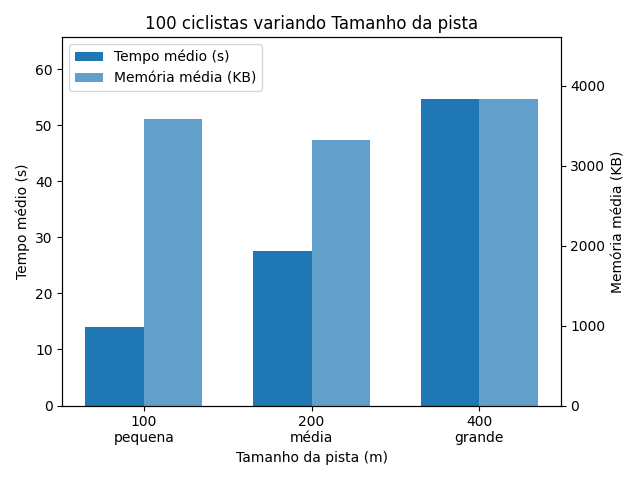 100 ciclistas variando Tamanho da pista
Tempo médio (s)
Memória média (KB)
Tempo médio (s)
60
50
40
30
20
10
0
4000
3000
2000
1000
0
Memória média (KB)
100
pequena
200
média
400
grande
Tamanho da pista (m)